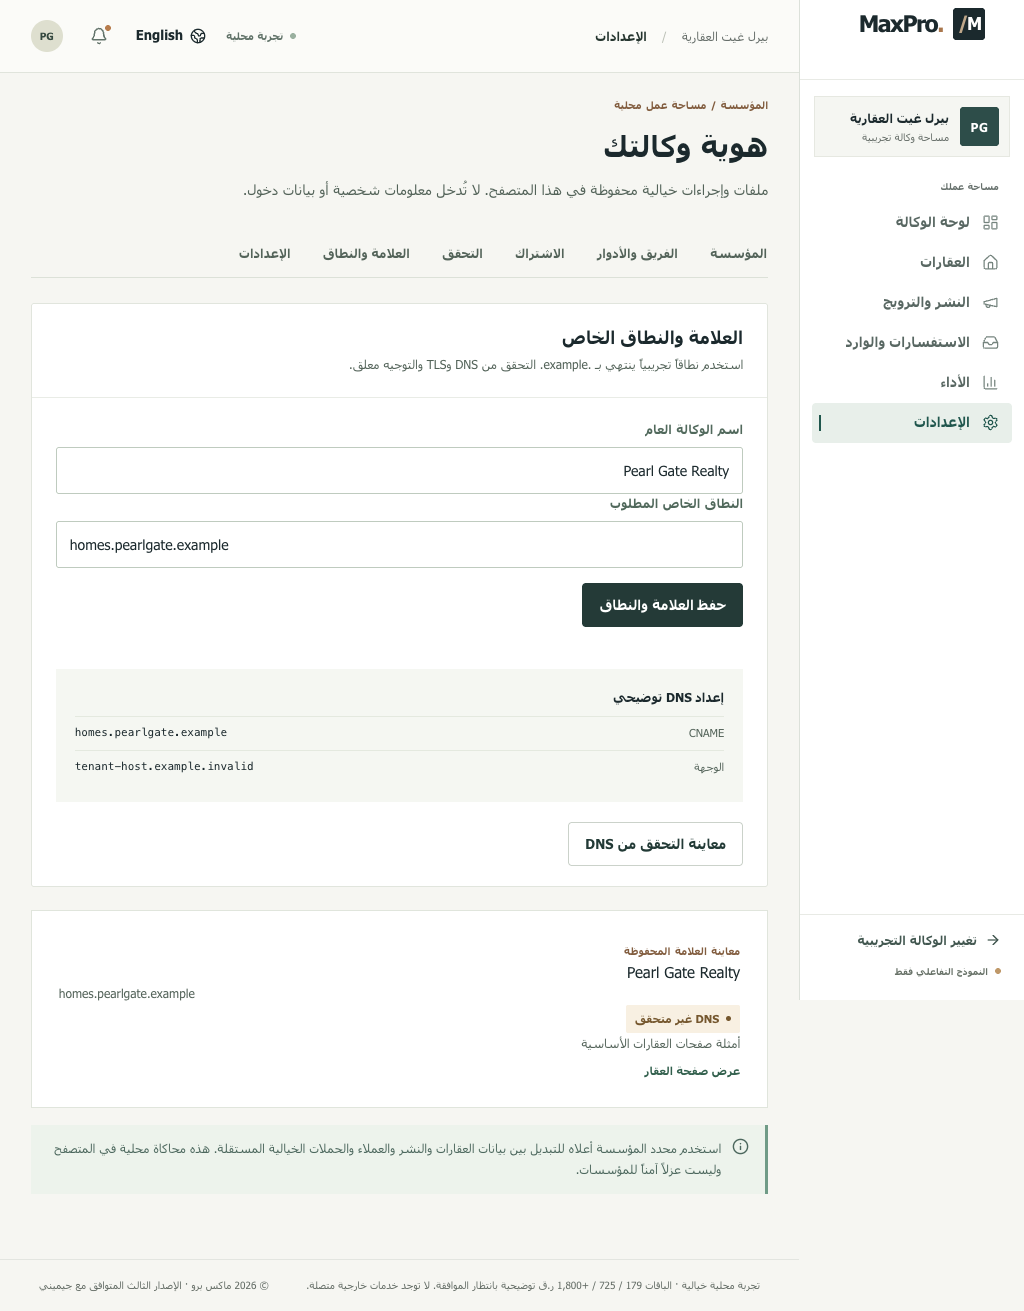 MaxPro.
/M
بيرل غيت العقارية
مساحة وكالة تجريبية
PG
مساحة عملك
لوحة الوكالة
العقارات
النشر والترويج
الاستفسارات والوارد
الأداء
الإعدادات
تغيير الوكالة التجريبية
النموذج التفاعلي فقط
بيرل غيت العقارية / الإعدادات
تجربة محلية
English
PG
المؤسسة / مساحة عمل محلية
هوية وكالتك
ملفات وإجراءات خيالية محفوظة في هذا المتصفح. لا تُدخل معلومات شخصية أو بيانات دخول.
المؤسسة
الفريق والأدوار
الاشتراك
التحقق
العلامة والنطاق
الإعدادات
العلامة والنطاق الخاص
استخدم نطاقاً تجريبياً ينتهي بـ .example. التحقق من DNS وTLS والتوجيه معلق.
اسم الوكالة العام
Pearl Gate Realty
النطاق الخاص المطلوب
homes.pearlgate.example
حفظ العلامة والنطاق
إعداد DNS توضيحي
CNAME homes.pearlgate.example
الوجهة tenant-host.example.invalid
معاينة التحقق من DNS
معاينة العلامة المحفوظة
Pearl Gate Realty
homes.pearlgate.example
DNS غير متحقق
أمثلة صفحات العقارات الأساسية
عرض صفحة العقار
استخدم محدد المؤسسة أعلاه للتبديل بين بيانات العقارات والنشر والعملاء والحملات الخيالية المستقلة. هذه محاكاة محلية في المتصفح
وليست عزلاً آمناً للمؤسسات.
تجربة محلية خيالية · الباقات 179 / 725 / +1,800 ر.ق توضيحية بانتظار الموافقة. لا توجد خدمات خارجية متصلة.
© 2026 ماكس برو · الإصدار الثالث المتوافق مع جيميني